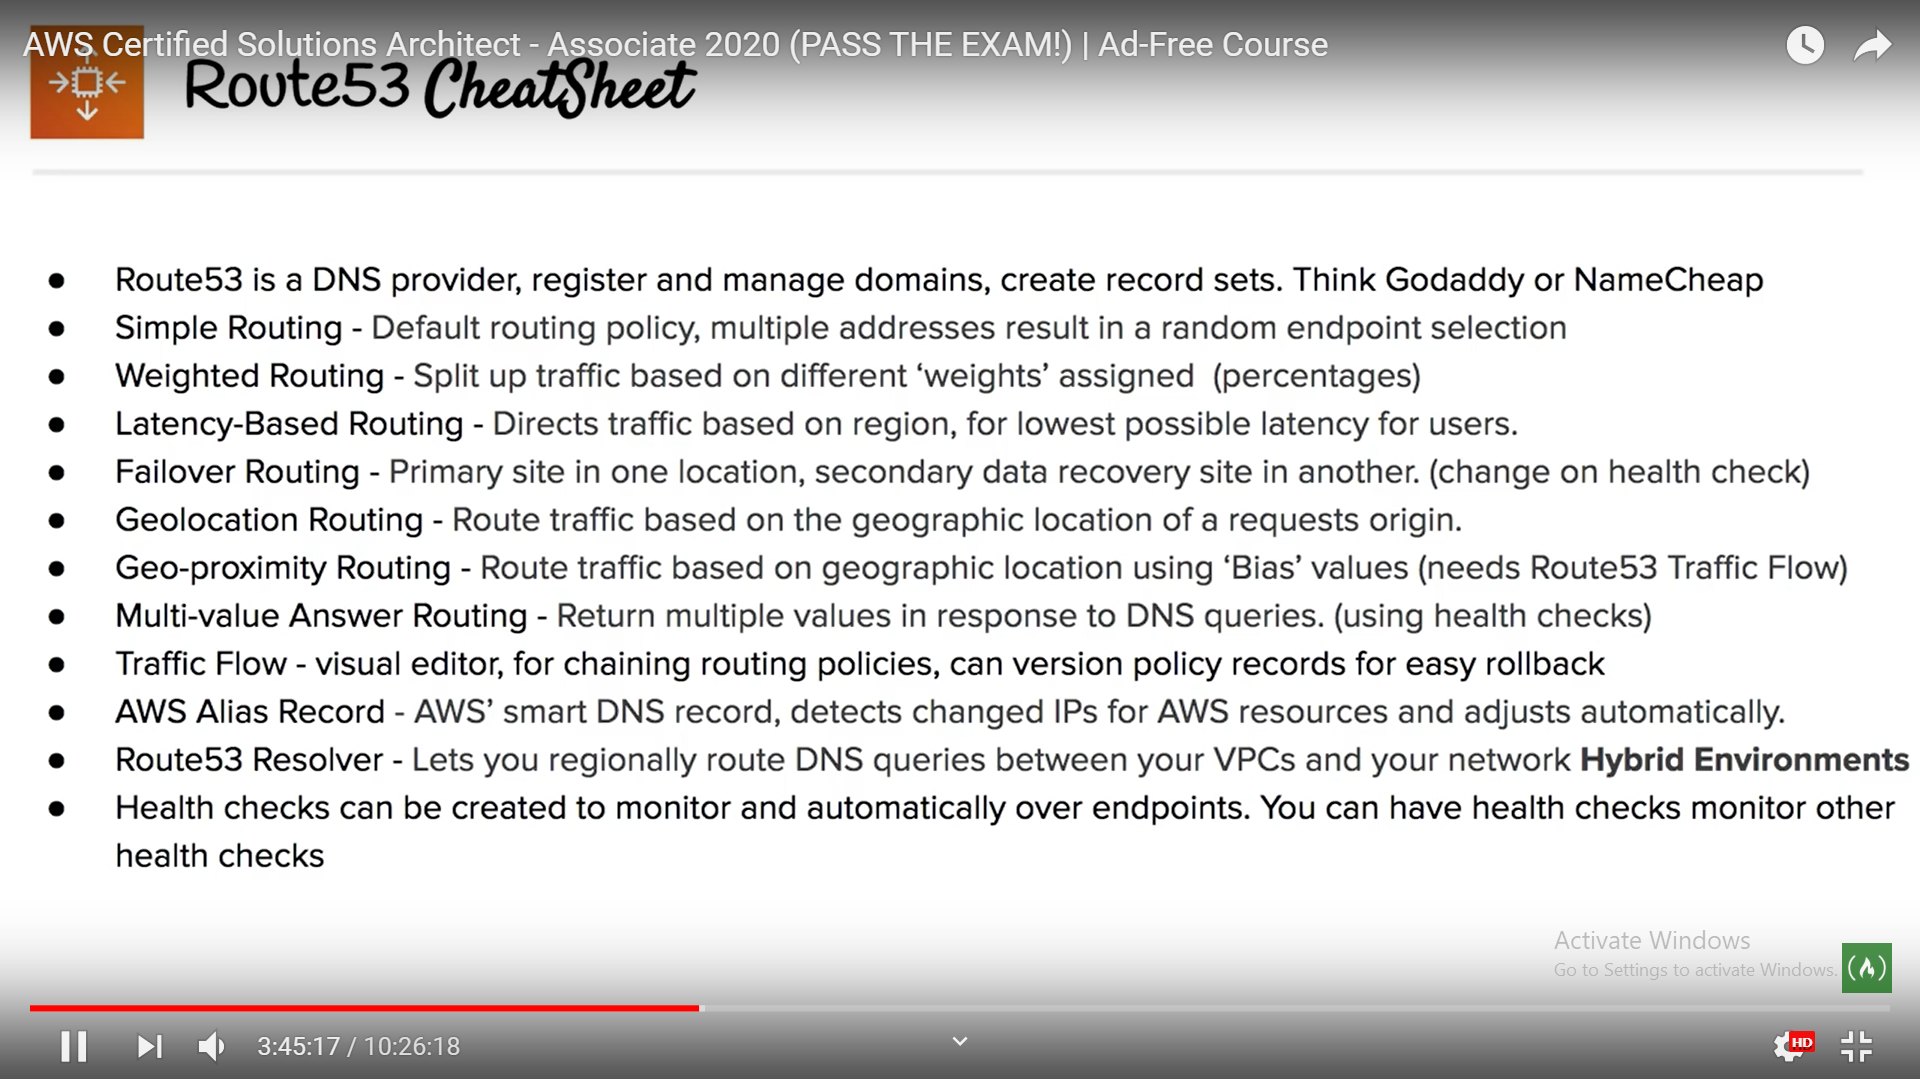 AWS Certified Solutions Architect - Associate 2020 (PASS THE EXAM!) | Ad-Free Course
Route53 CheatSheet
● Route53 is a DNS provider, register and manage domains, create record sets. Think Godaddy or NameCheap
● Simple Routing - Default routing policy, multiple addresses result in a random endpoint selection
● Weighted Routing - Split up traffic based on different ‘weights’ assigned (percentages)
● Latency-Based Routing - Directs traffic based on region, for lowest possible latency for users.
● Failover Routing - Primary site in one location, secondary data recovery site in another. (change on health check)
● Geolocation Routing - Route traffic based on the geographic location of a requests origin.
● Geo-proximity Routing - Route traffic based on geographic location using ‘Bias’ values (needs Route53 Traffic Flow)
● Multi-value Answer Routing - Return multiple values in response to DNS queries. (using health checks)
● Traffic Flow - visual editor, for chaining routing policies, can version policy records for easy rollback
● AWS Alias Record - AWS’ smart DNS record, detects changed IPs for AWS resources and adjusts automatically.
● Route53 Resolver - Lets you regionally route DNS queries between your VPCs and your network Hybrid Environments
● Health checks can be created to monitor and automatically over endpoints. You can have health checks monitor other
health checks
Activate Windows
Go to Settings to activate Windows.
3:45:17 / 10:26:18
HD